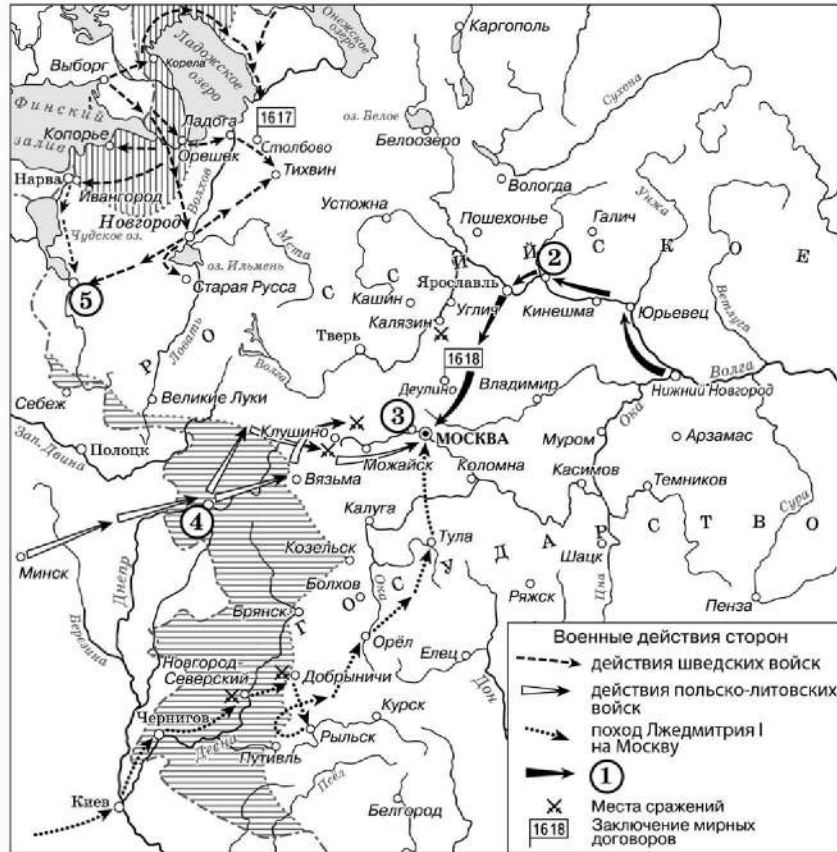 Каргополь
Онежское
озеро
Ладожское
озеро
Выборг
Корела
Финский
залив
Ладога
1617
Копорье
Столбово
Орешек
Нарва
Тихвин
Ивангород
Волхов
Новгород
Чудское оз.
оз. Ильмень
Старая Русса
5
Мста
Ловать
оз. Белое
Белоозеро
Сухона
Вологда
Устюжна
Пошехонье
Галич
Унжа
РОССИЙСКОЕ
2
Ярославль
Кашин
Углич
Кинешма
Юрьевец
Ветлуга
Калязин
Тверь
Волга
1618
Волга
Деулино
Владимир
Нижний Новгород
Себеж
Великие Луки
Клушино
3
МОСКВА
Ока
Зап. Двина
Полоцк
Можайск
Муром
Арзамас
Вязьма
Коломна
Касимов
Темников
Сура
4
Калуга
Минск
Днепр
Козельск
Тула
ГОСУДАРСТВО
Шацк
Болхов
Ока
Ряжск
Цна
Пенза
Березина
Брянск
Орёл
Елец
Дон
Новгород-
Северский
Добрыничи
Чернигов
Курск
Десна
Рыльск
Путивль
Псёл
Киев
Белгород
Военные действия сторон
действия шведских войск
действия польско-литовских
войск
поход Лжедмитрия I
на Москву
1
Места сражений
1618
Заключение мирных
договоров